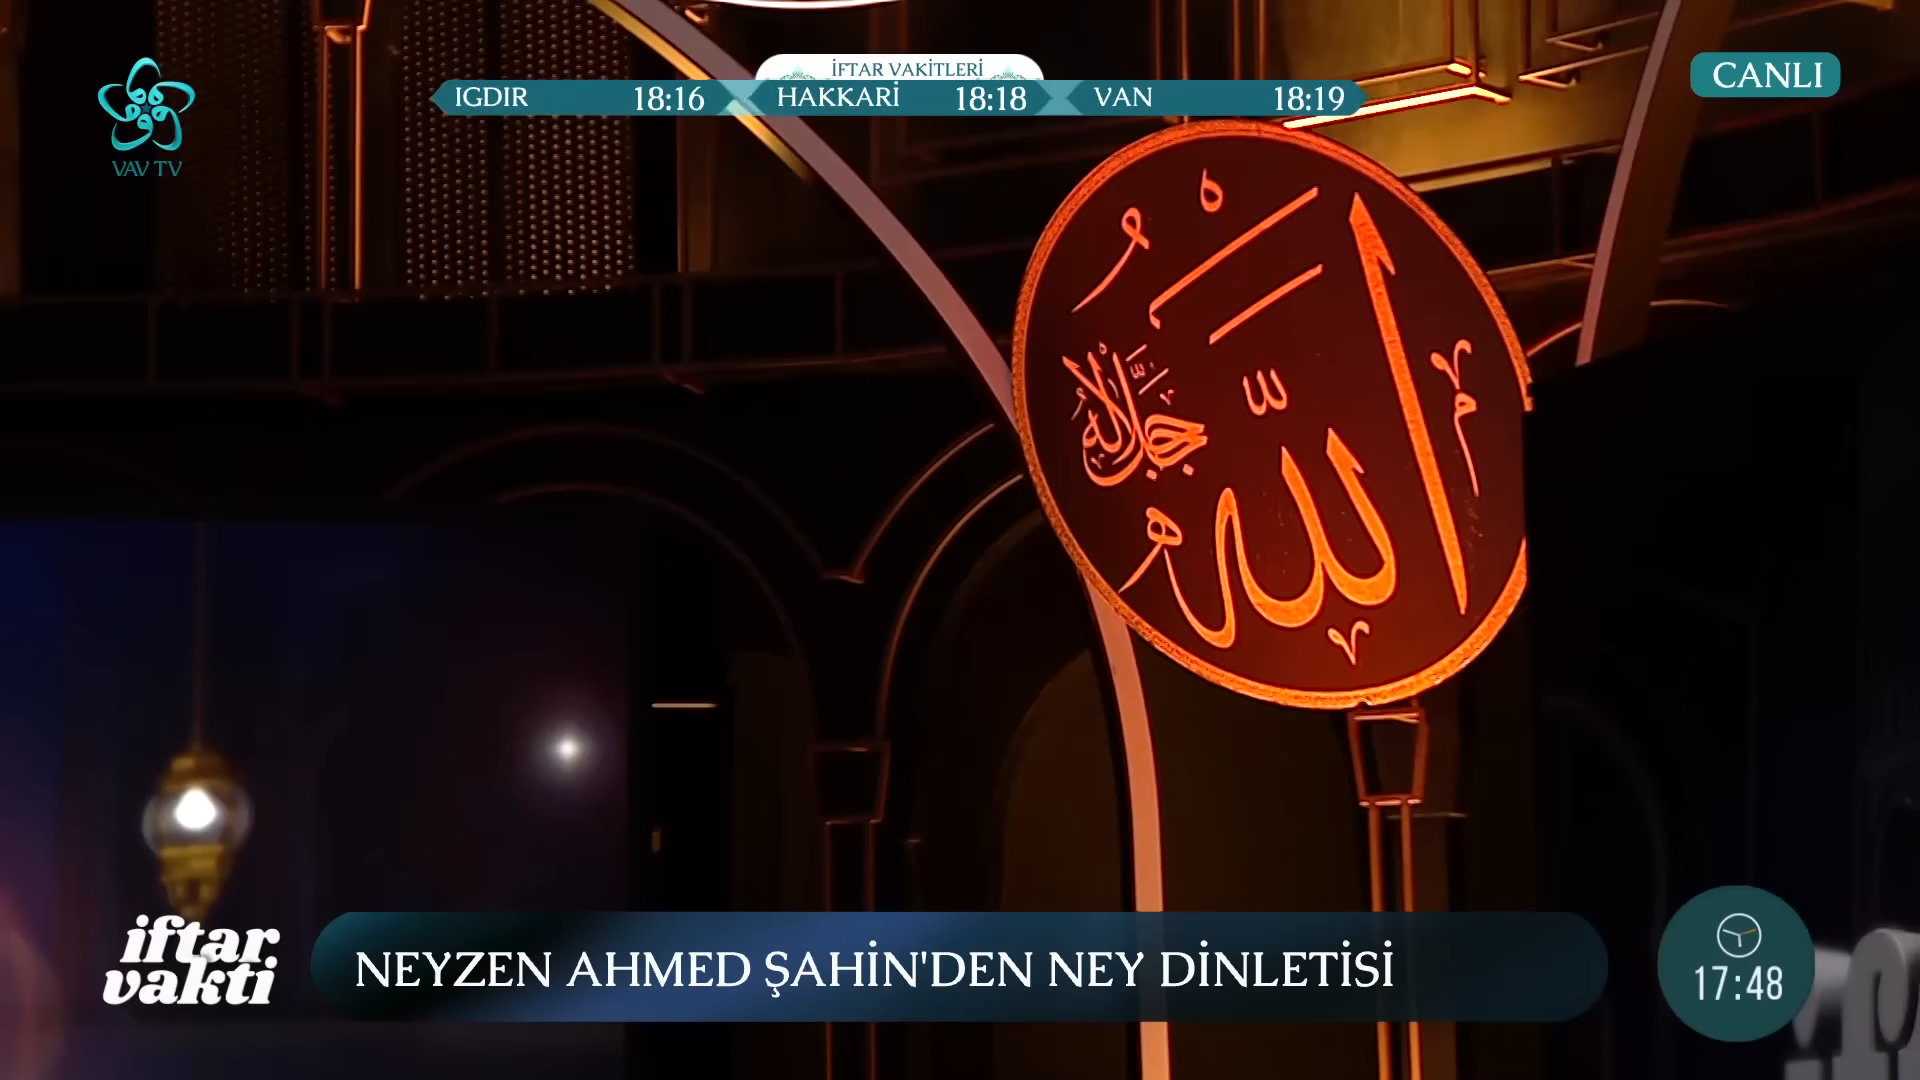 İFTAR VAKİTLERİ
IGDIR 18:16 HAKKARİ 18:18 VAN 18:19
CANLI
VAV TV
الله
جل جلاله
iftar
vakti
NEYZEN AHMED ŞAHİN'DEN NEY DİNLETİSİ
17:48